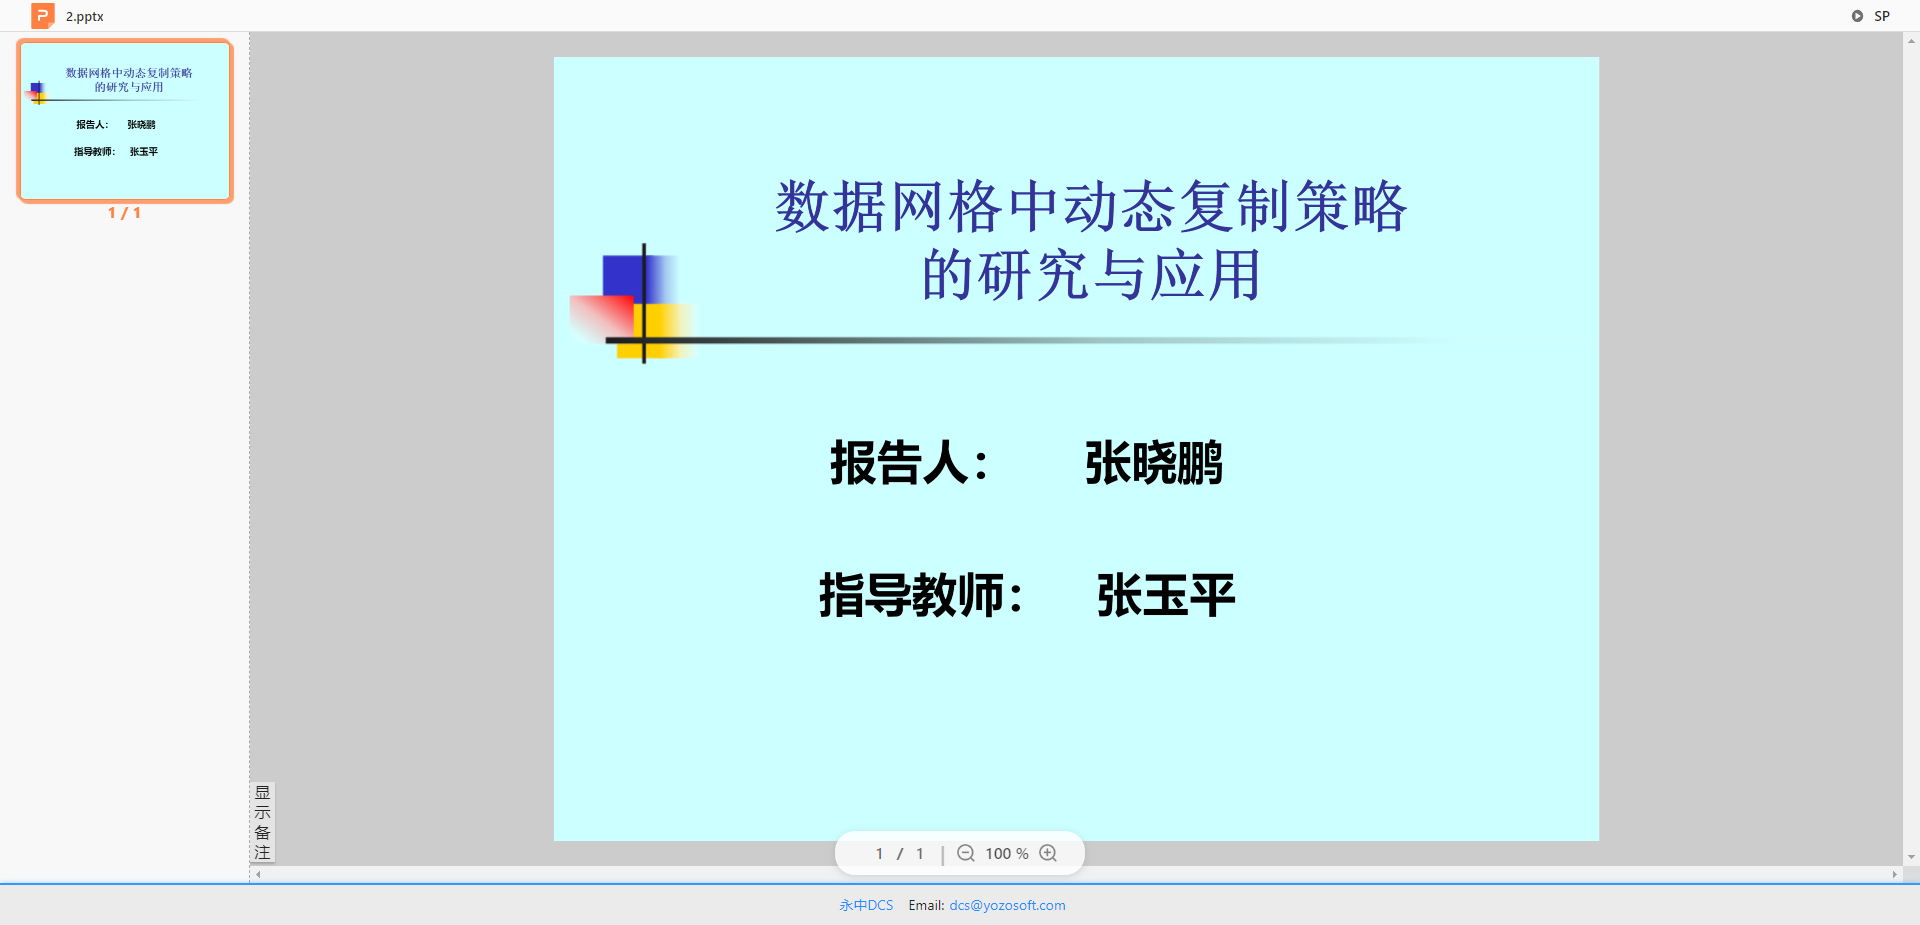 2.pptx
SP
数据网格中动态复制策略
的研究与应用
报告人： 张晓鹏
指导教师： 张玉平
1 / 1
数据网格中动态复制策略
的研究与应用
报告人： 张晓鹏
指导教师： 张玉平
显示备注
1 / 1 | 100 %
永中DCS Email: dcs@yozosoft.com